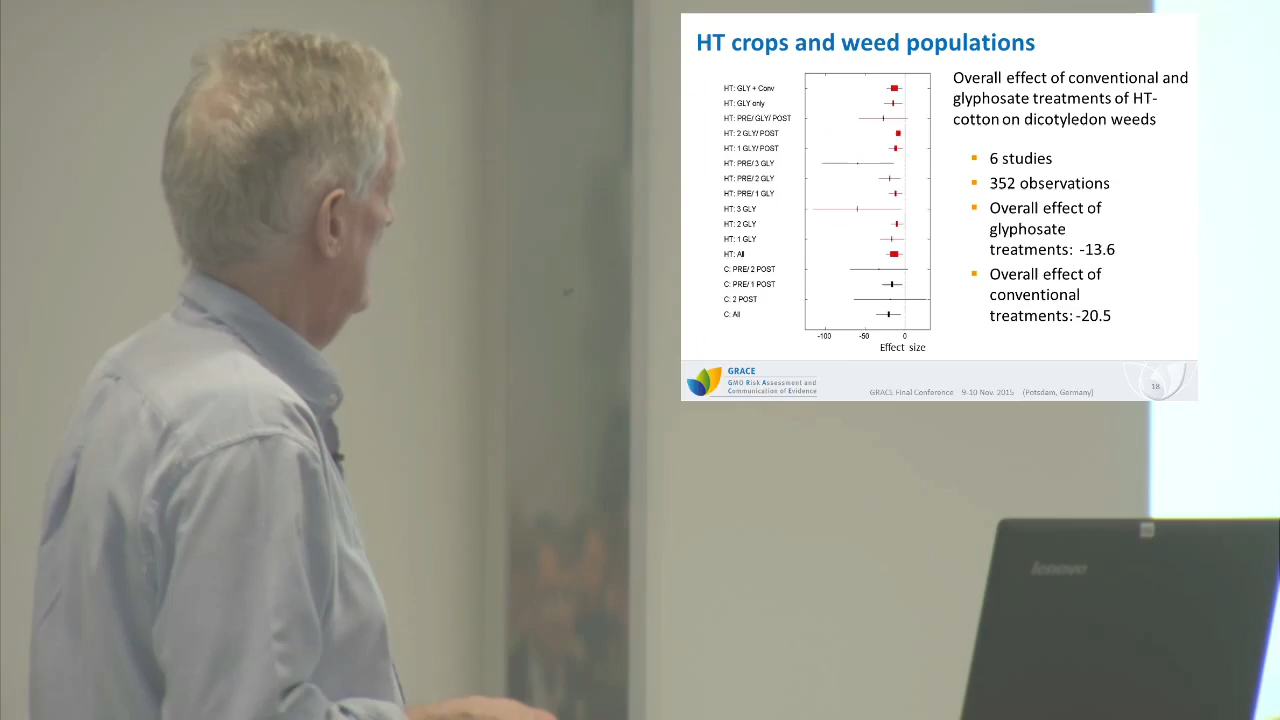 HT crops and weed populations
HT: GLY + Conv
HT: GLY only
HT: PRE/ GLY/ POST
HT: 2 GLY/ POST
HT: 1 GLY/ POST
HT: PRE/ 3 GLY
HT: PRE/ 2 GLY
HT: PRE/ 1 GLY
HT: 3 GLY
HT: 2 GLY
HT: 1 GLY
HT: All
C: PRE/ 2 POST
C: PRE/ 1 POST
C: 2 POST
C: All
-100 -50 0
Effect size
Overall effect of conventional and
glyphosate treatments of HT-
cotton on dicotyledon weeds
6 studies
352 observations
Overall effect of
glyphosate
treatments: -13.6
Overall effect of
conventional
treatments: -20.5
GRACE
GMO Risk Assessment and
Communication of Evidence
GRACE Final Conference 9-10 Nov. 2015 (Potsdam, Germany)
18
lenovo